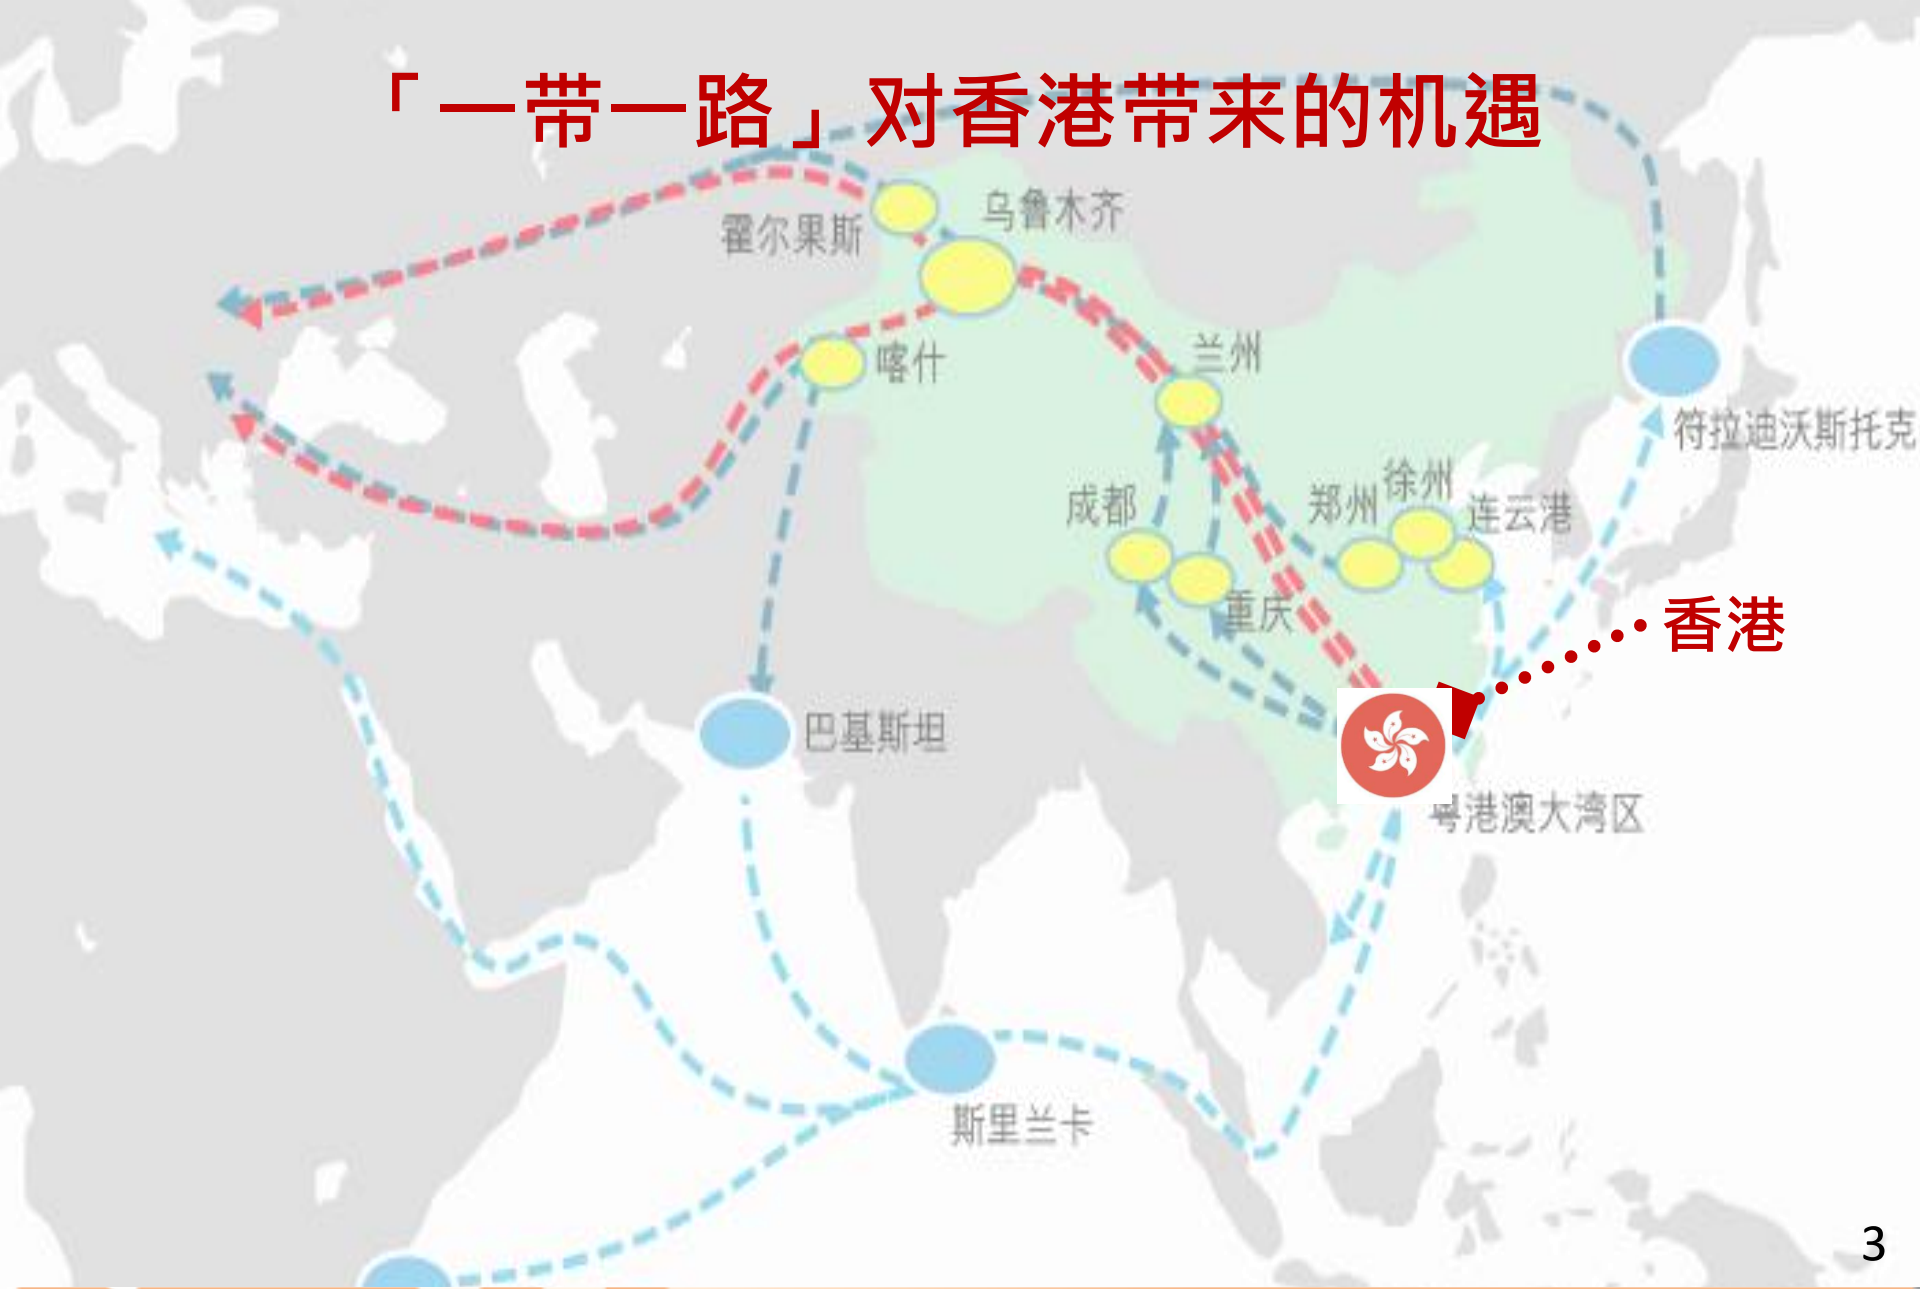 「一带一路」对香港带来的机遇
乌鲁木齐
霍尔果斯
喀什
兰州
符拉迪沃斯托克
徐州
成都
郑州
连云港
重庆
香港
巴基斯坦
粤港澳大湾区
斯里兰卡
3